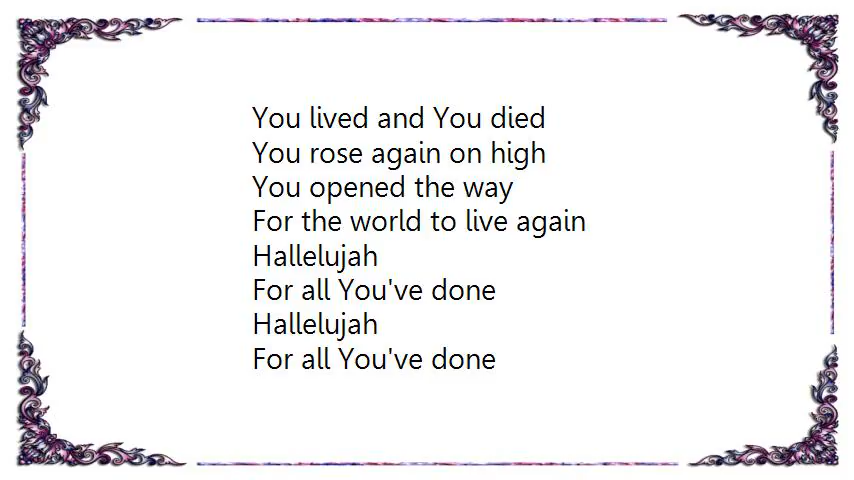 You lived and You died
You rose again on high
You opened the way
For the world to live again
Hallelujah
For all You've done
Hallelujah
For all You've done